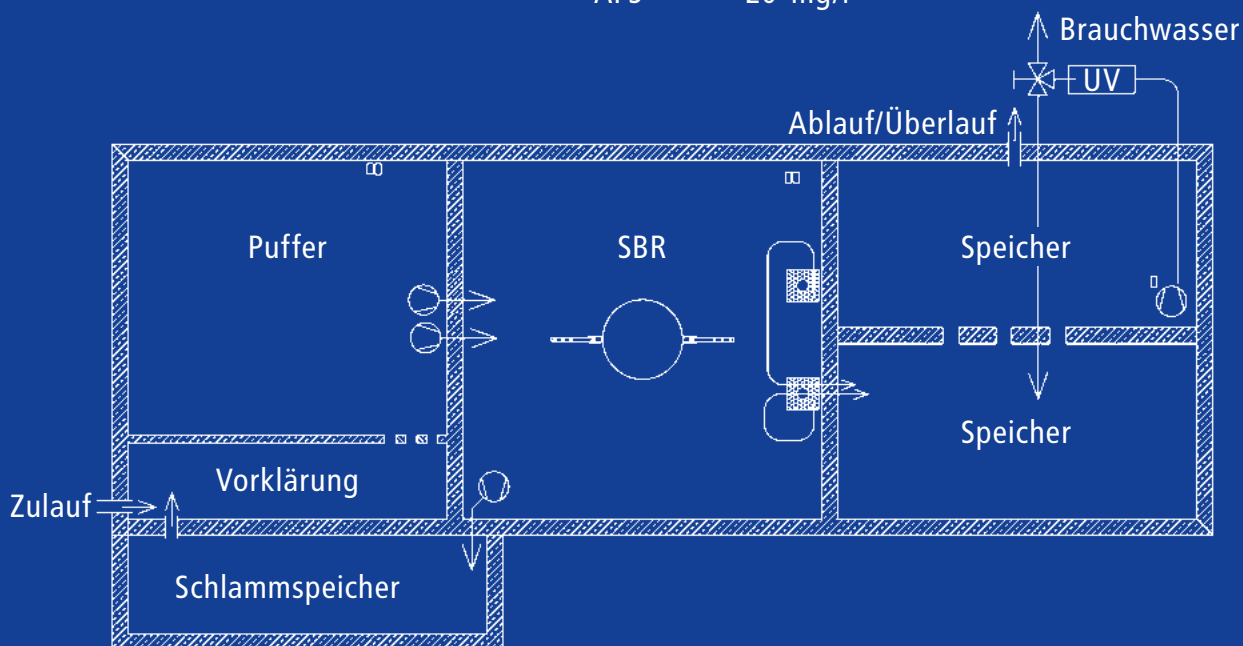 Brauchwasser
UV
Ablauf/Überlauf
Puffer
SBR
Speicher
Speicher
Vorklärung
Zulauf
Schlammspeicher